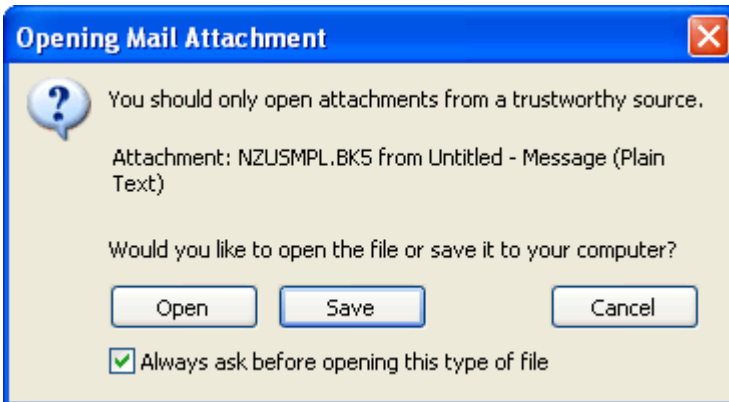 Opening Mail Attachment
You should only open attachments from a trustworthy source.
Attachment: NZUSMPL.BK5 from Untitled - Message (Plain
Text)
Would you like to open the file or save it to your computer?
Open Save Cancel
Always ask before opening this type of file